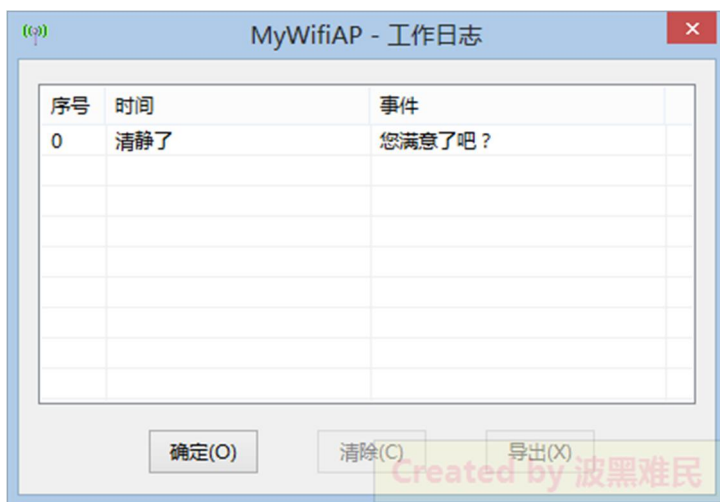 MyWifiAP - 工作日志
序号 时间 事件
0 清静了 您满意了吧？
确定(O) 清除(C) 导出(X)
Created by 波黑难民